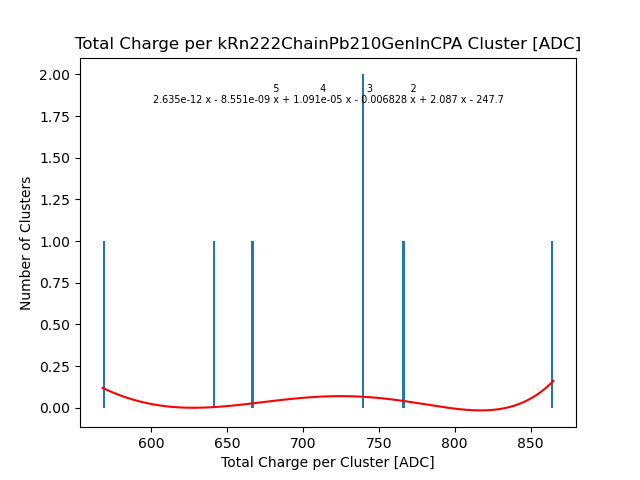 Total Charge per kRn222ChainPb210GenInCPA Cluster [ADC]
2.00
1.75
1.50
1.25
1.00
0.75
0.50
0.25
0.00
Number of Clusters
5 4 3 2
2.635e-12 x - 8.551e-09 x + 1.091e-05 x - 0.006828 x + 2.087 x - 247.7
600 650 700 750 800 850
Total Charge per Cluster [ADC]